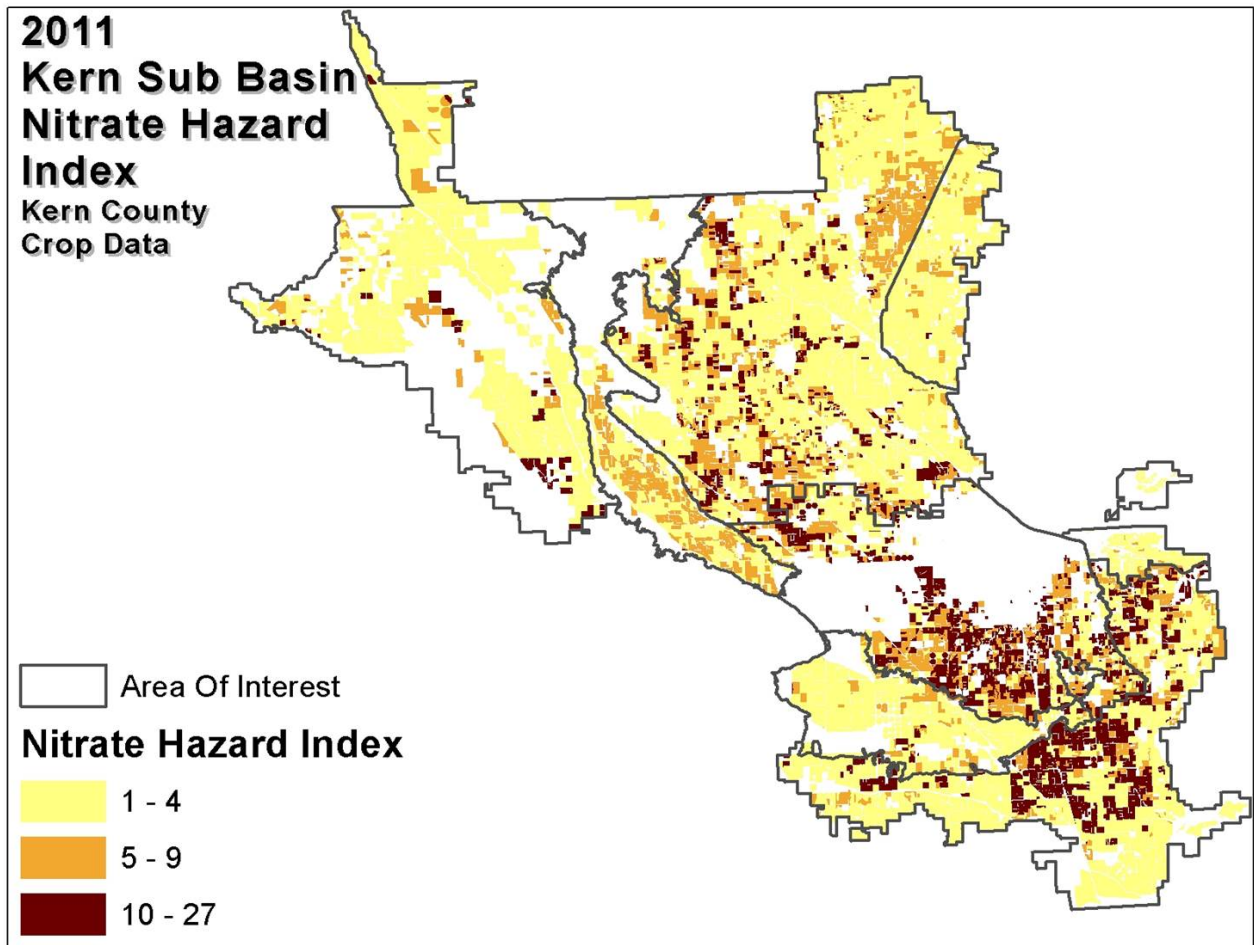 2011
Kern Sub Basin
Nitrate Hazard
Index
Kern County
Crop Data
Area Of Interest
Nitrate Hazard Index
1 - 4
5 - 9
10 - 27